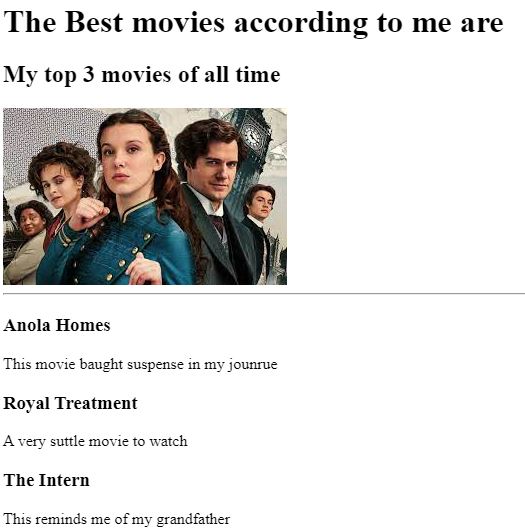 The Best movies according to me are
My top 3 movies of all time
Anola Homes
This movie baught suspense in my jounrue
Royal Treatment
A very suttle movie to watch
The Intern
This reminds me of my grandfather